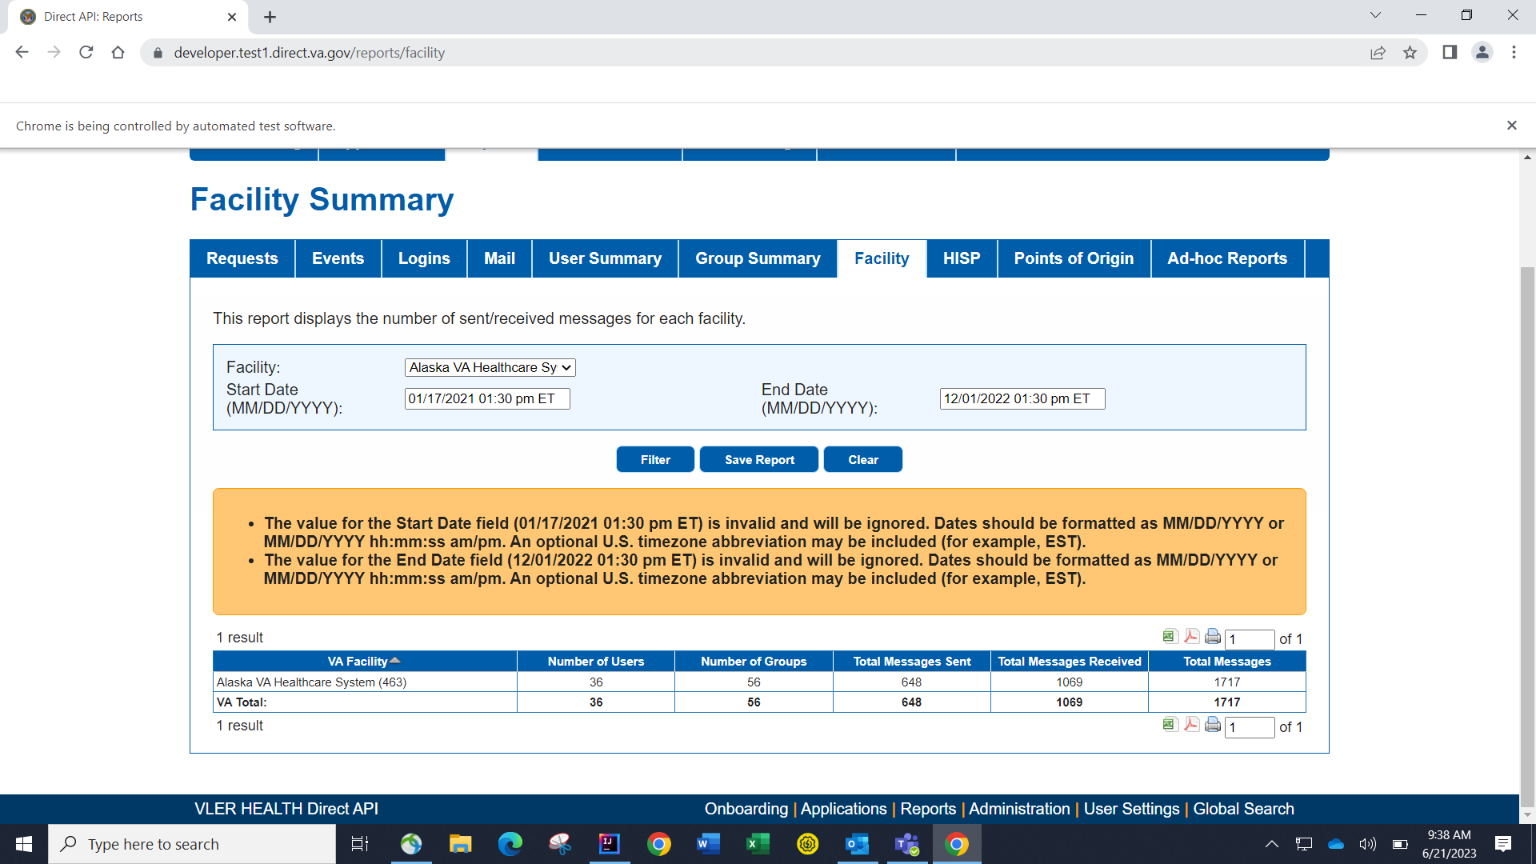 Direct API: Reports
developer.test1.direct.va.gov/reports/facility
Chrome is being controlled by automated test software.
Facility Summary
Requests Events Logins Mail User Summary Group Summary Facility HISP Points of Origin Ad-hoc Reports
This report displays the number of sent/received messages for each facility.
Facility: Alaska VA Healthcare Sy
Start Date End Date
(MM/DD/YYYY): 01/17/2021 01:30 pm ET (MM/DD/YYYY): 12/01/2022 01:30 pm ET
Filter Save Report Clear
• The value for the Start Date field (01/17/2021 01:30 pm ET) is invalid and will be ignored. Dates should be formatted as MM/DD/YYYY or
MM/DD/YYYY hh:mm:ss am/pm. An optional U.S. timezone abbreviation may be included (for example, EST).
• The value for the End Date field (12/01/2022 01:30 pm ET) is invalid and will be ignored. Dates should be formatted as MM/DD/YYYY or
MM/DD/YYYY hh:mm:ss am/pm. An optional U.S. timezone abbreviation may be included (for example, EST).
1 result 1 of 1
VA Facility Number of Users Number of Groups Total Messages Sent Total Messages Received Total Messages
Alaska VA Healthcare System (463) 36 56 648 1069 1717
VA Total: 36 56 648 1069 1717
1 result 1 of 1
VLER HEALTH Direct API Onboarding | Applications | Reports | Administration | User Settings | Global Search
Type here to search
9:38 AM
6/21/2023